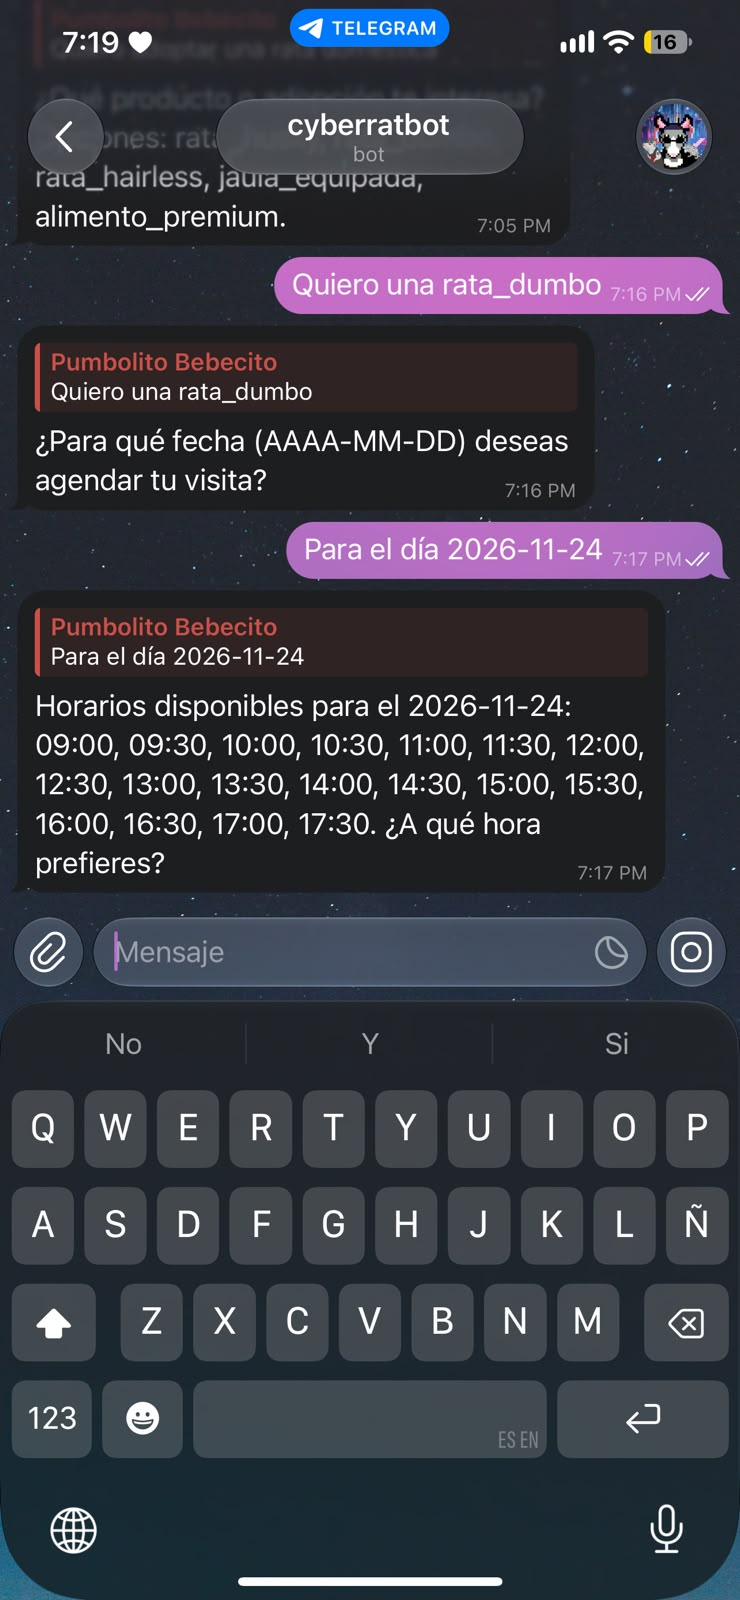 7:19
TELEGRAM
16
cyberratbot
bot
rata_hairless, jaula_equipada,
alimento_premium.
7:05 PM
Quiero una rata_dumbo 7:16 PM
Pumbolito Bebecito
Quiero una rata_dumbo
¿Para qué fecha (AAAA-MM-DD) deseas
agendar tu visita?
7:16 PM
Para el día 2026-11-24 7:17 PM
Pumbolito Bebecito
Para el día 2026-11-24
Horarios disponibles para el 2026-11-24:
09:00, 09:30, 10:00, 10:30, 11:00, 11:30, 12:00,
12:30, 13:00, 13:30, 14:00, 14:30, 15:00, 15:30,
16:00, 16:30, 17:00, 17:30. ¿A qué hora
prefieres?
7:17 PM
Mensaje
No Y Si
Q W E R T Y U I O P
A S D F G H J K L Ñ
Z X C V B N M
123
ES EN